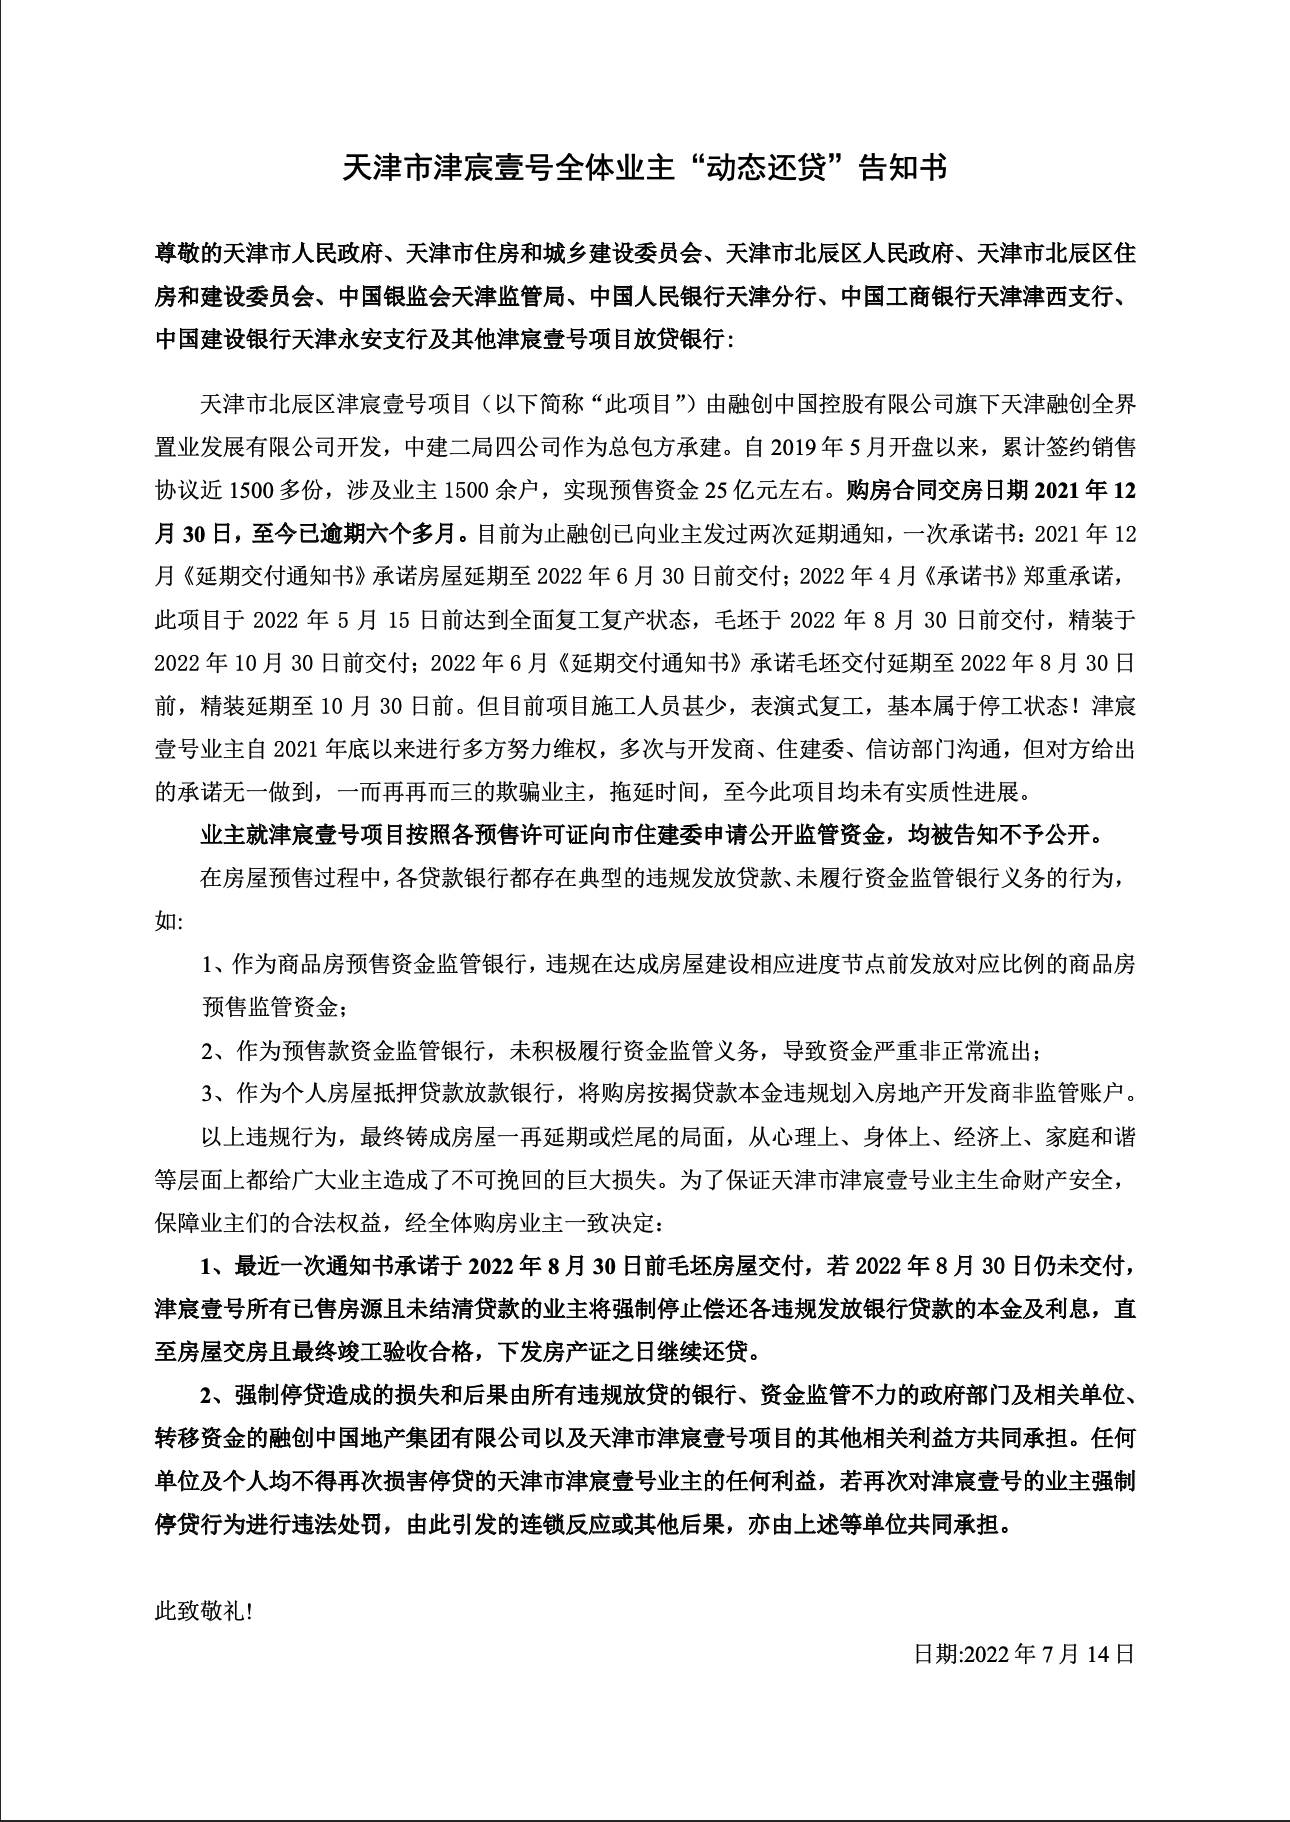 天津市津宸壹号全体业主“动态还贷”告知书
尊敬的天津市人民政府、天津市住房和城乡建设委员会、天津市北辰区人民政府、天津市北辰区住
房和建设委员会、中国银监会天津监管局、中国人民银行天津分行、中国工商银行天津津西支行、
中国建设银行天津永安支行及其他津宸壹号项目放贷银行:
天津市北辰区津宸壹号项目（以下简称“此项目”）由融创中国控股有限公司旗下天津融创全界
置业发展有限公司开发，中建二局四公司作为总包方承建。自 2019 年 5 月开盘以来，累计签约销售
协议近 1500 多份，涉及业主 1500 余户，实现预售资金 25 亿元左右。购房合同交房日期 2021 年 12
月 30 日，至今已逾期六个多月。目前为止融创已向业主发过两次延期通知，一次承诺书：2021 年 12
月《延期交付通知书》承诺房屋延期至 2022 年 6 月 30 日前交付；2022 年 4 月《承诺书》郑重承诺，
此项目于 2022 年 5 月 15 日前达到全面复工复产状态，毛坯于 2022 年 8 月 30 日前交付，精装于
2022 年 10 月 30 日前交付；2022 年 6 月《延期交付通知书》承诺毛坯交付延期至 2022 年 8 月 30 日
前，精装延期至 10 月 30 日前。但目前项目施工人员甚少，表演式复工，基本属于停工状态！津宸
壹号业主自 2021 年底以来进行多方努力维权，多次与开发商、住建委、信访部门沟通，但对方给出
的承诺无一做到，一而再再而三的欺骗业主，拖延时间，至今此项目均未有实质性进展。
业主就津宸壹号项目按照各预售许可证向市住建委申请公开监管资金，均被告知不予公开。
在房屋预售过程中，各贷款银行都存在典型的违规发放贷款、未履行资金监管银行义务的行为，
如:
1、作为商品房预售资金监管银行，违规在达成房屋建设相应进度节点前发放对应比例的商品房
预售监管资金；
2、作为预售款资金监管银行，未积极履行资金监管义务，导致资金严重非正常流出；
3、作为个人房屋抵押贷款放款银行，将购房按揭贷款本金违规划入房地产开发商非监管账户。
以上违规行为，最终铸成房屋一再延期或烂尾的局面，从心理上、身体上、经济上、家庭和谐
等层面上都给广大业主造成了不可挽回的巨大损失。为了保证天津市津宸壹号业主生命财产安全，
保障业主们的合法权益，经全体购房业主一致决定：
1、最近一次通知书承诺于 2022 年 8 月 30 日前毛坯房屋交付，若 2022 年 8 月 30 日仍未交付，
津宸壹号所有已售房源且未结清贷款的业主将强制停止偿还各违规发放银行贷款的本金及利息，直
至房屋交房且最终竣工验收合格，下发房产证之日继续还贷。
2、强制停贷造成的损失和后果由所有违规放贷的银行、资金监管不力的政府部门及相关单位、
转移资金的融创中国地产集团有限公司以及天津市津宸壹号项目的其他相关利益方共同承担。任何
单位及个人均不得再次损害停贷的天津市津宸壹号业主的任何利益，若再次对津宸壹号的业主强制
停贷行为进行违法处罚，由此引发的连锁反应或其他后果，亦由上述等单位共同承担。
此致敬礼!
日期:2022 年 7 月 14 日